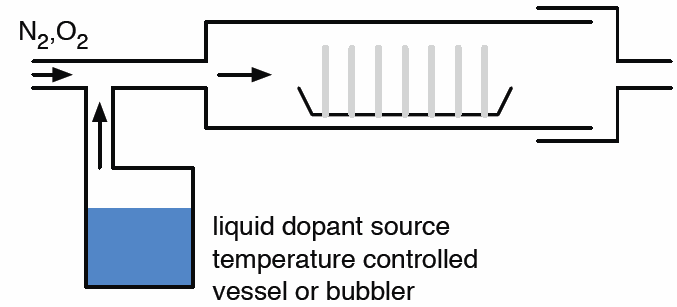 N2,O2
liquid dopant source
temperature controlled
vessel or bubbler